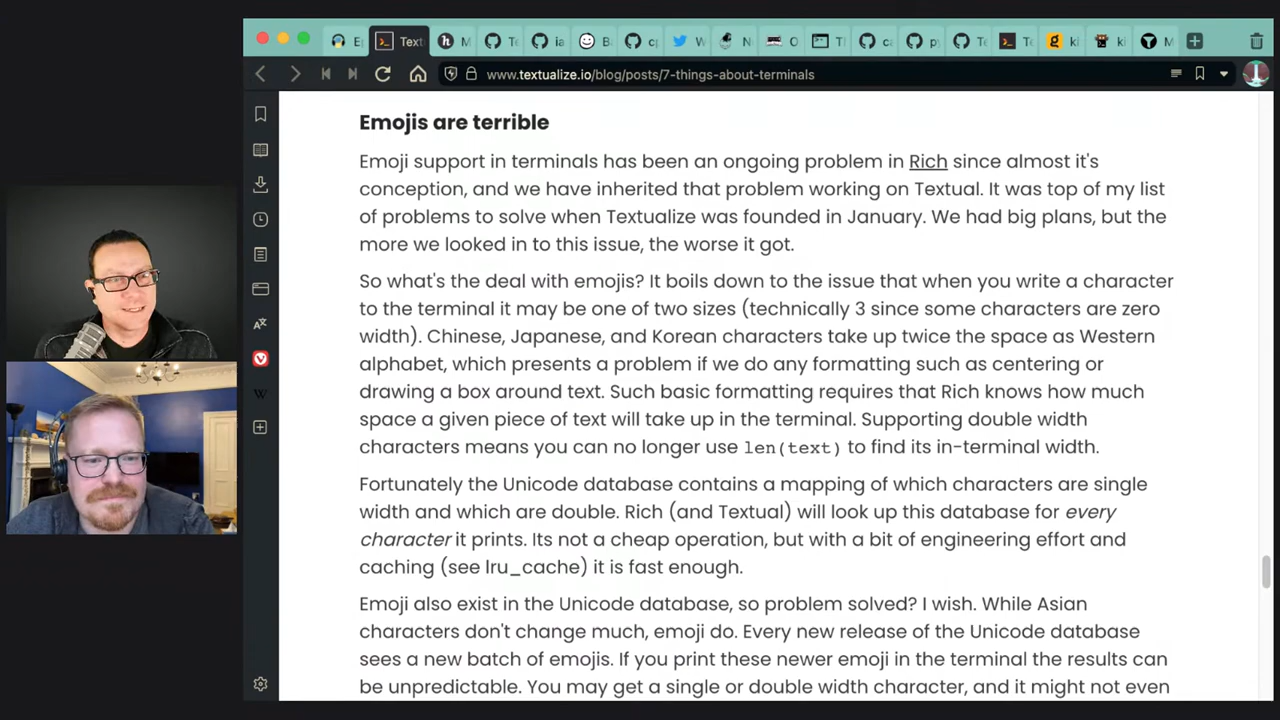 Ep
Text
M
Te
ia
B
cp
W
N
O
Th
ca
py
Te
Te
ki
ki
M
www.textualize.io/blog/posts/7-things-about-terminals
Emojis are terrible
Emoji support in terminals has been an ongoing problem in Rich since almost it's
conception, and we have inherited that problem working on Textual. It was top of my list
of problems to solve when Textualize was founded in January. We had big plans, but the
more we looked in to this issue, the worse it got.
So what's the deal with emojis? It boils down to the issue that when you write a character
to the terminal it may be one of two sizes (technically 3 since some characters are zero
width). Chinese, Japanese, and Korean characters take up twice the space as Western
alphabet, which presents a problem if we do any formatting such as centering or
drawing a box around text. Such basic formatting requires that Rich knows how much
space a given piece of text will take up in the terminal. Supporting double width
characters means you can no longer use len(text) to find its in-terminal width.
Fortunately the Unicode database contains a mapping of which characters are single
width and which are double. Rich (and Textual) will look up this database for every
character it prints. Its not a cheap operation, but with a bit of engineering effort and
caching (see lru_cache) it is fast enough.
Emoji also exist in the Unicode database, so problem solved? I wish. While Asian
characters don't change much, emoji do. Every new release of the Unicode database
sees a new batch of emojis. If you print these newer emoji in the terminal the results can
be unpredictable. You may get a single or double width character, and it might not even